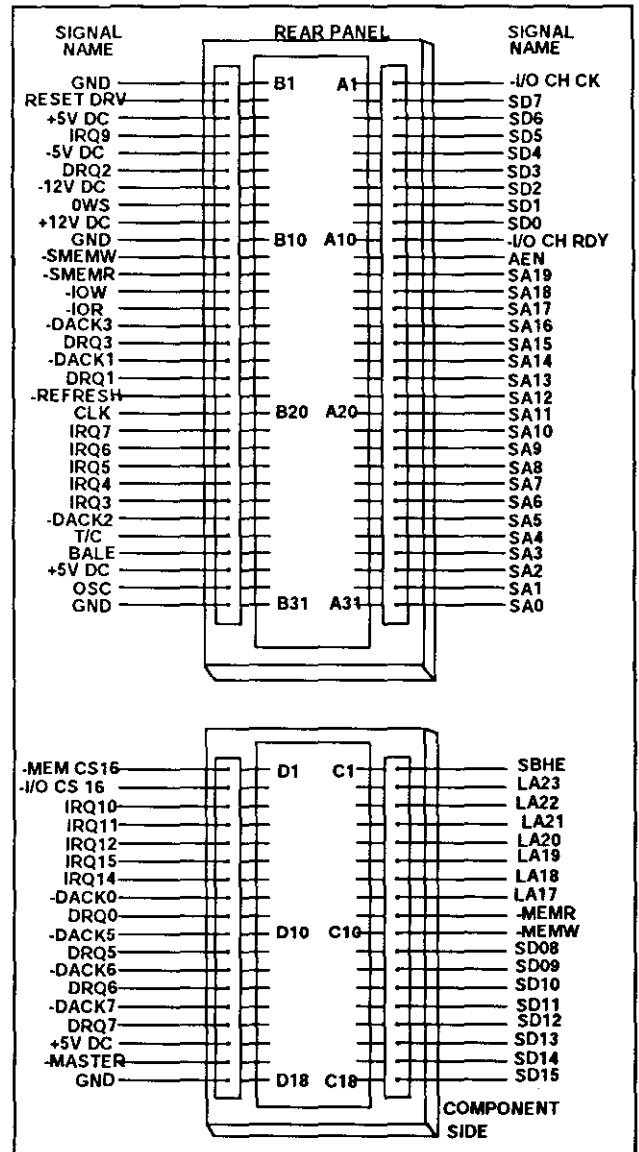 SIGNAL NAME REAR PANEL SIGNAL NAME
GND B1 A1 -I/O CH CK
RESET DRV SD7
+5V DC SD6
IRQ9 SD5
-5V DC SD4
DRQ2 SD3
-12V DC SD2
0WS SD1
+12V DC SD0
GND B10 A10 -I/O CH RDY
-SMEMW AEN
-SMEMR SA19
-IOW SA18
-IOR SA17
-DACK3 SA16
DRQ3 SA15
-DACK1 SA14
DRQ1 SA13
-REFRESH SA12
CLK B20 A20 SA11
IRQ7 SA10
IRQ6 SA9
IRQ5 SA8
IRQ4 SA7
IRQ3 SA6
-DACK2 SA5
T/C SA4
BALE SA3
+5V DC SA2
OSC SA1
GND B31 A31 SA0
-MEM CS16 D1 C1 SBHE
-I/O CS 16 LA23
IRQ10 LA22
IRQ11 LA21
IRQ12 LA20
IRQ15 LA19
IRQ14 LA18
-DACK0 LA17
DRQ0 -MEMR
-DACK5 D10 C10 -MEMW
DRQ5 SD08
-DACK6 SD09
DRQ6 SD10
-DACK7 SD11
DRQ7 SD12
+5V DC SD13
-MASTER SD14
GND D18 C18 SD15
COMPONENT
SIDE